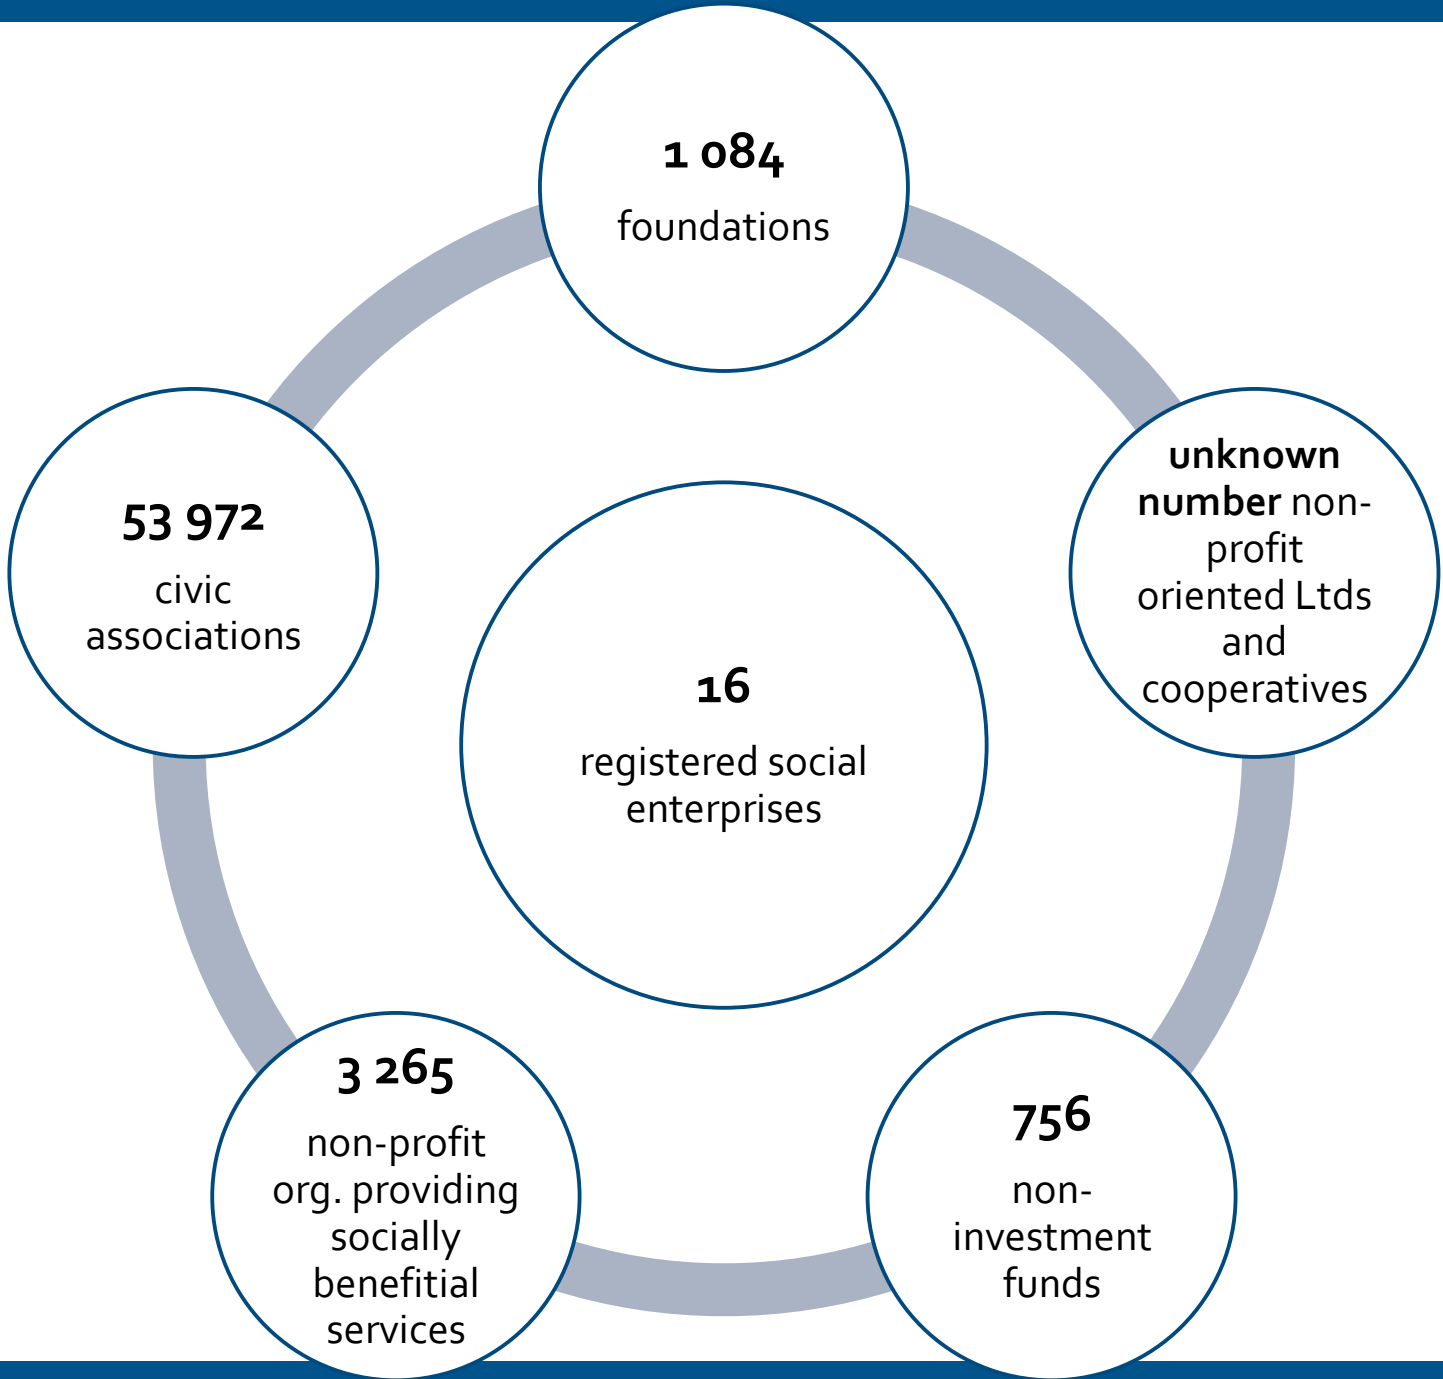 1 084
foundations
unknown
number non-
profit
oriented Ltds
and
cooperatives
756
non-
investment
funds
3 265
non-profit
org. providing
socially
benefitial
services
53 972
civic
associations
16
registered social
enterprises